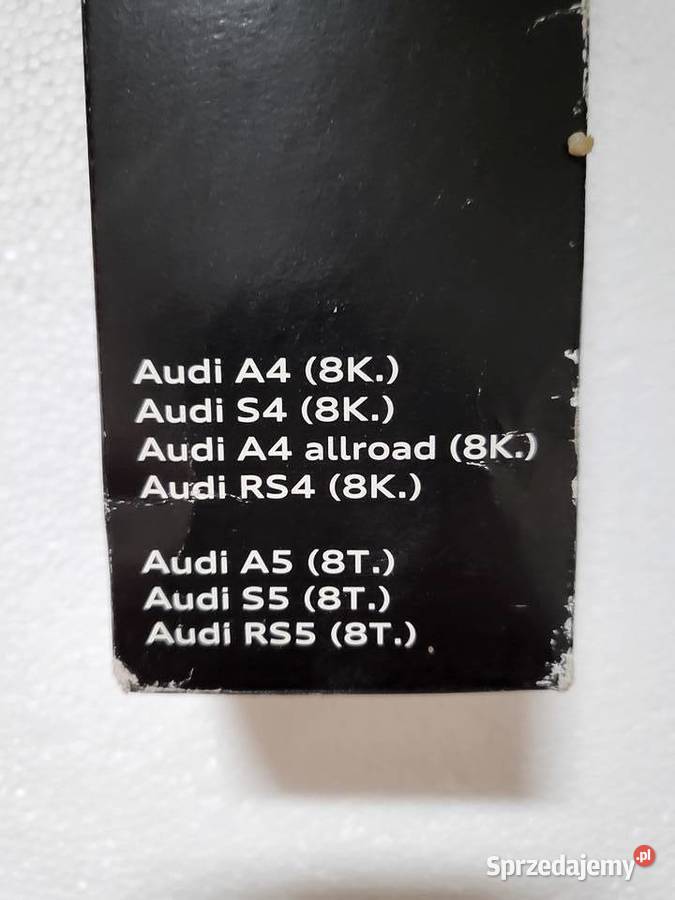 Audi A4 (8K.)
Audi S4 (8K.)
Audi A4 allroad (8K.)
Audi RS4 (8K.)
Audi A5 (8T.)
Audi S5 (8T.)
Audi RS5 (8T.)
Sprzedajemy.pl